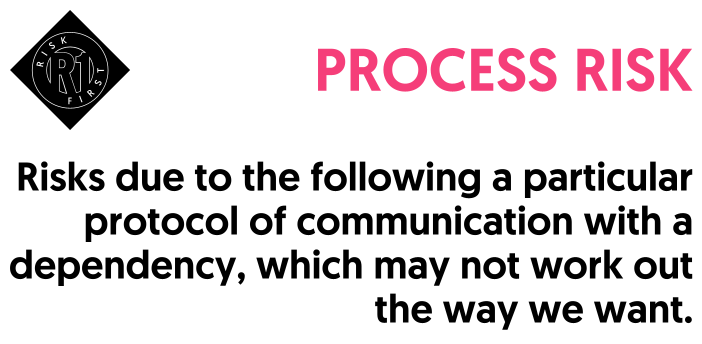 RISK
R1
FIRST
PROCESS RISK
Risks due to the following a particular
protocol of communication with a
dependency, which may not work out
the way we want.